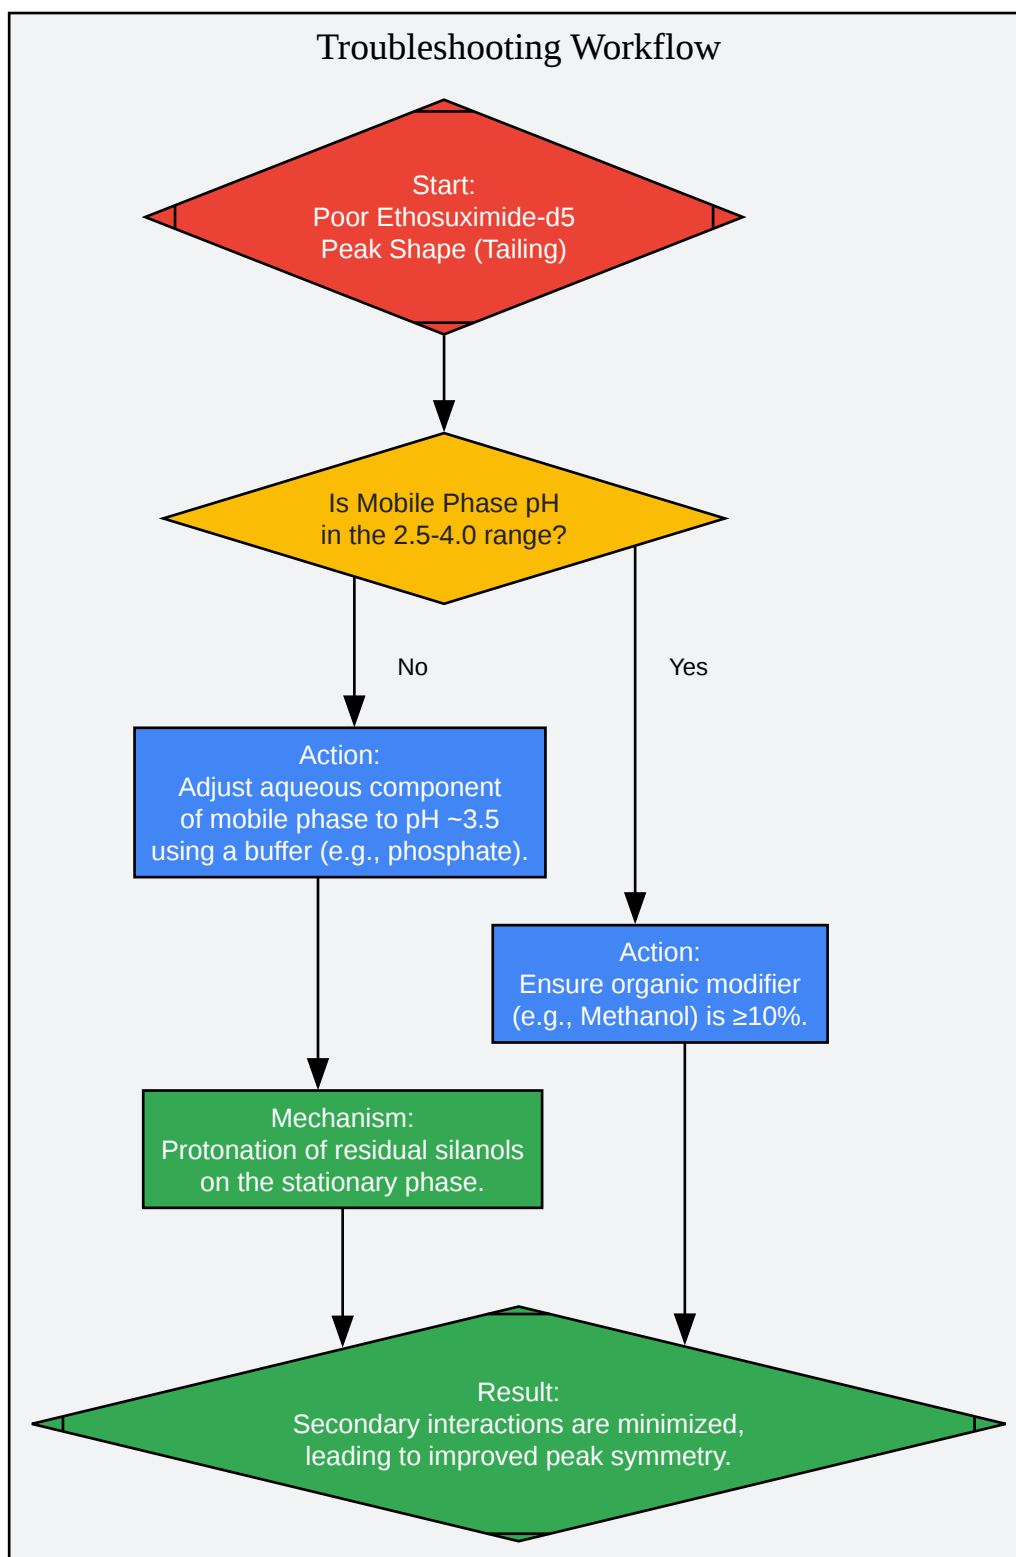 Troubleshooting Workflow
Start:
Poor Ethosuximide-d5
Peak Shape (Tailing)
Is Mobile Phase pH
in the 2.5-4.0 range?
No
Yes
Action:
Adjust aqueous component
of mobile phase to pH ~3.5
using a buffer (e.g., phosphate).
Action:
Ensure organic modifier
(e.g., Methanol) is ≥10%.
Mechanism:
Protonation of residual silanols
on the stationary phase.
Result:
Secondary interactions are minimized,
leading to improved peak symmetry.